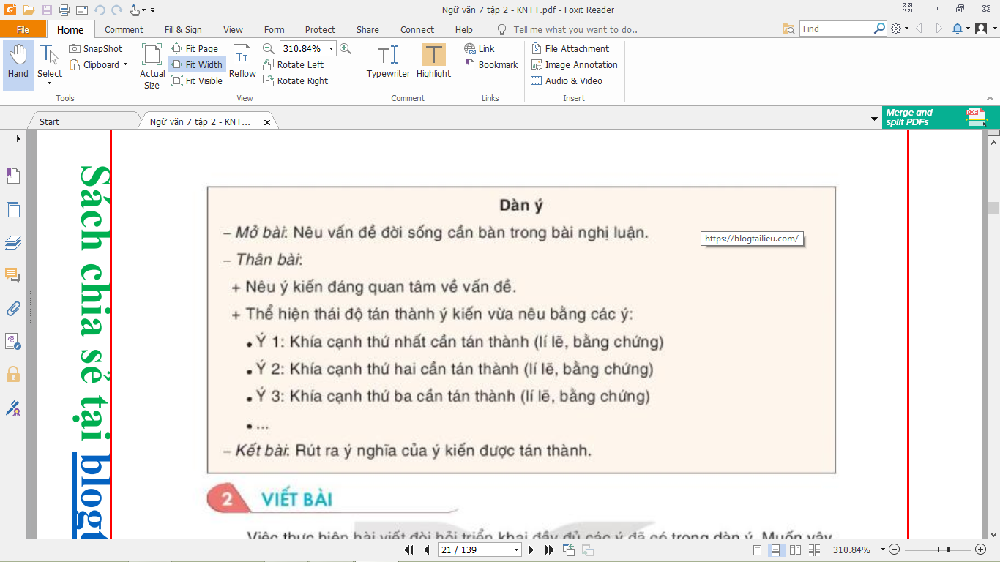 Ngữ văn 7 tập 2 - KNTT.pdf - Foxit Reader
File Home Comment Fill & Sign View Form Protect Share Connect Help Tell me what you want to do.. Find
Hand
Select
SnapShot
Clipboard
Tools
Actual Size
Fit Page
Fit Width
Fit Visible
Reflow
310.84%
Rotate Left
Rotate Right
View
Typewriter
Highlight
Comment
Link
Bookmark
Links
File Attachment
Image Annotation
Audio & Video
Insert
Start
Ngữ văn 7 tập 2 - KNT...
Merge and
split PDFs
PDF
Sách chia sẻ tại
Dàn ý
– Mở bài: Nêu vấn đề đời sống cần bàn trong bài nghị luận.
https://blogtailieu.com/
– Thân bài:
+ Nêu ý kiến đáng quan tâm về vấn đề.
+ Thể hiện thái độ tán thành ý kiến vừa nêu bằng các ý:
• Ý 1: Khía cạnh thứ nhất cần tán thành (lí lẽ, bằng chứng)
• Ý 2: Khía cạnh thứ hai cần tán thành (lí lẽ, bằng chứng)
• Ý 3: Khía cạnh thứ ba cần tán thành (lí lẽ, bằng chứng)
• ...
– Kết bài: Rút ra ý nghĩa của ý kiến được tán thành.
2 VIẾT BÀI
Việc thực hiện bài viết đòi hỏi triển khai đầy đủ các ý đã có trong dàn ý. Muốn vậy
21 / 139
310.84%